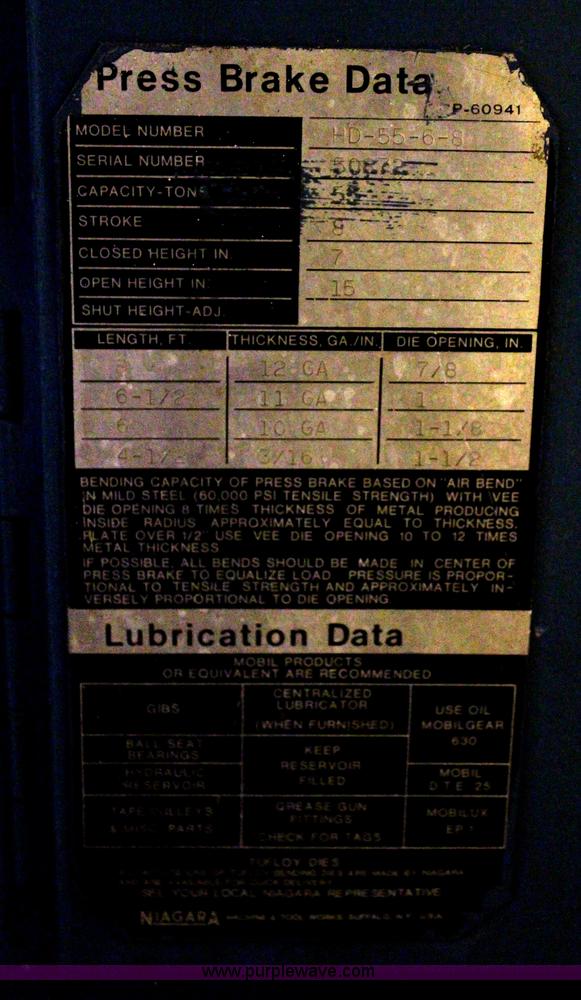 Press Brake Data
P-60941
MODEL NUMBER HD-55-6-8
SERIAL NUMBER
CAPACITY-TONS
STROKE
CLOSED HEIGHT IN. 7
OPEN HEIGHT IN. 15
SHUT HEIGHT-ADJ.
LENGTH, FT. THICKNESS, GA./IN. DIE OPENING, IN.
12 GA 7/8
6-1/2 11 GA 1
6 10 GA 1-1/8
3/16 1-1/2
BENDING CAPACITY OF PRESS BRAKE BASED ON "AIR BEND"
IN MILD STEEL (60,000 PSI TENSILE STRENGTH) WITH VEE
DIE OPENING 8 TIMES THICKNESS OF METAL PRODUCING
INSIDE RADIUS APPROXIMATELY EQUAL TO THICKNESS.
PLATE OVER 1/2" USE VEE DIE OPENING 10 TO 12 TIMES
METAL THICKNESS
IF POSSIBLE, ALL BENDS SHOULD BE MADE IN CENTER OF
PRESS BRAKE TO EQUALIZE LOAD PRESSURE IS PROPOR-
TIONAL TO TENSILE STRENGTH AND APPROXIMATELY IN-
VERSELY PROPORTIONAL TO DIE OPENING
Lubrication Data
MOBIL PRODUCTS
OR EQUIVALENT ARE RECOMMENDED
GIBS
CENTRALIZED
LUBRICATOR
(WHEN FURNISHED)
USE OIL
MOBILGEAR
630
BALL SEAT
BEARINGS
KEEP
RESERVOIR
FILLED
HYDRAULIC
RESERVOIR
MOBIL
D T E 25
TAPE PULLEYS
& MISC. PARTS
GREASE GUN
FITTINGS
CHECK FOR TAGS
MOBILUX
EP 1
TUFLOY DIES
SEE YOUR LOCAL NIAGARA REPRESENTATIVE
NIAGARA MACHINE & TOOL WORKS BUFFALO, N.Y. U.S.A.
www.purplewave.com